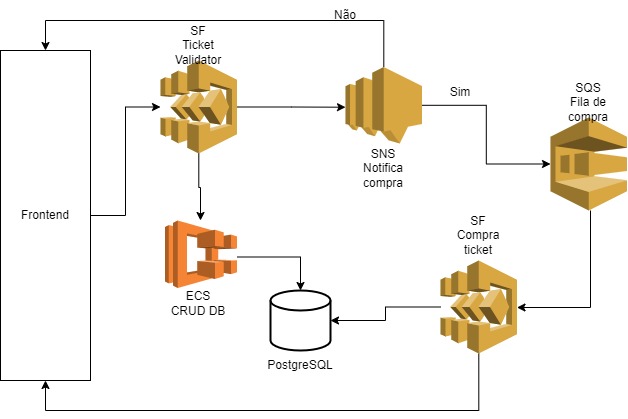 Não
SF
Ticket
Validator
Sim
SQS
Fila de
compra
SNS
Notifica
compra
Frontend
SF
Compra
ticket
ECS
CRUD DB
PostgreSQL